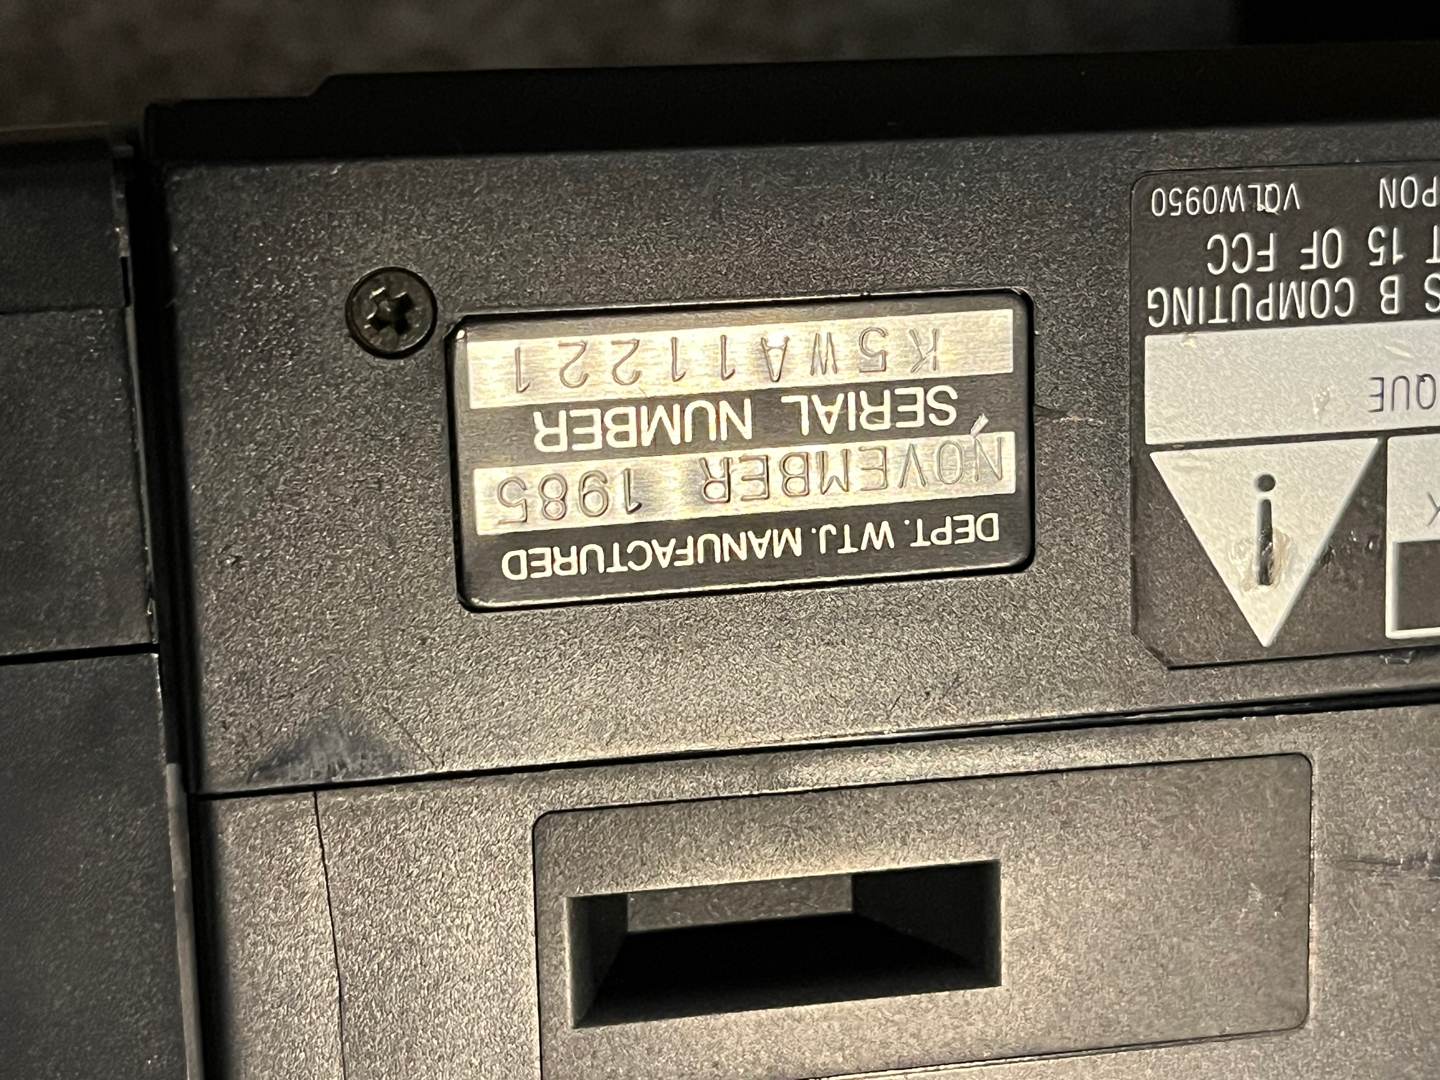 DEPT. WTJ. MANUFACTURED
NOVEMBER 1985
SERIAL NUMBER
K5WA11221
i
QUE
S B COMPUTING
T 15 OF FCC
PON VQLW0950